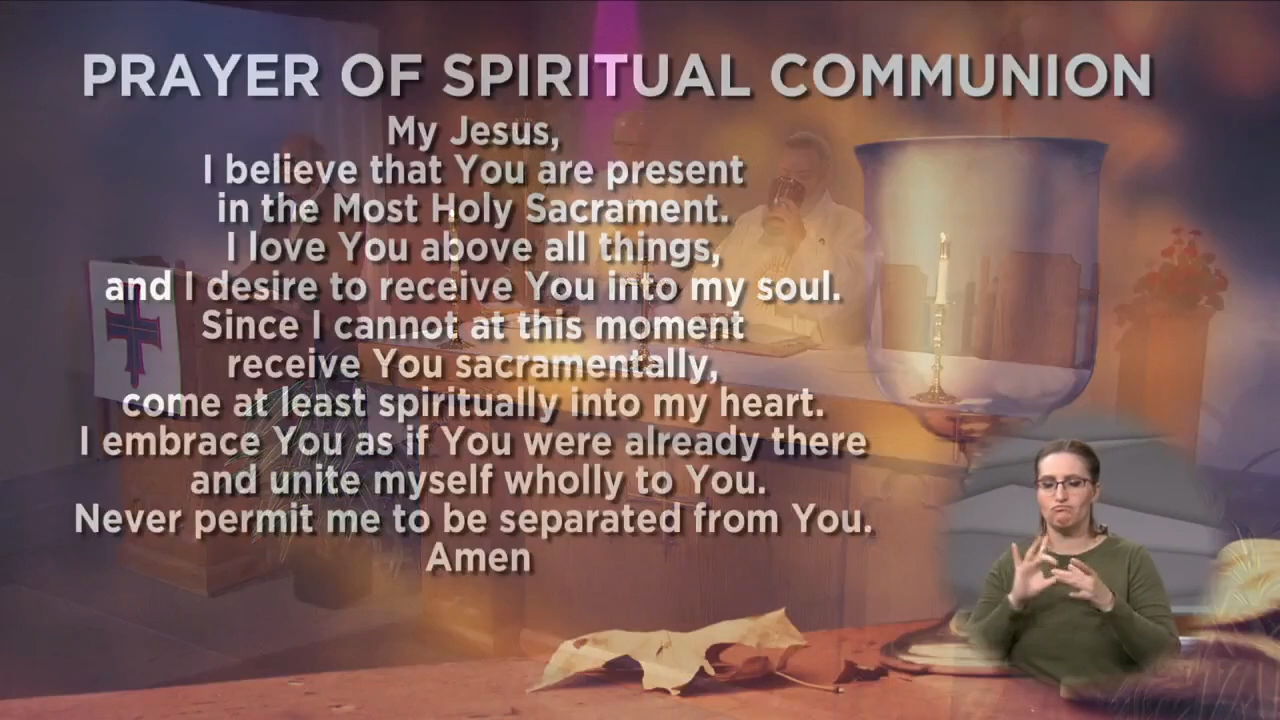 PRAYER OF SPIRITUAL COMMUNION
My Jesus,
I believe that You are present
in the Most Holy Sacrament.
I love You above all things,
and I desire to receive You into my soul.
Since I cannot at this moment
receive You sacramentally,
come at least spiritually into my heart.
I embrace You as if You were already there
and unite myself wholly to You.
Never permit me to be separated from You.
Amen